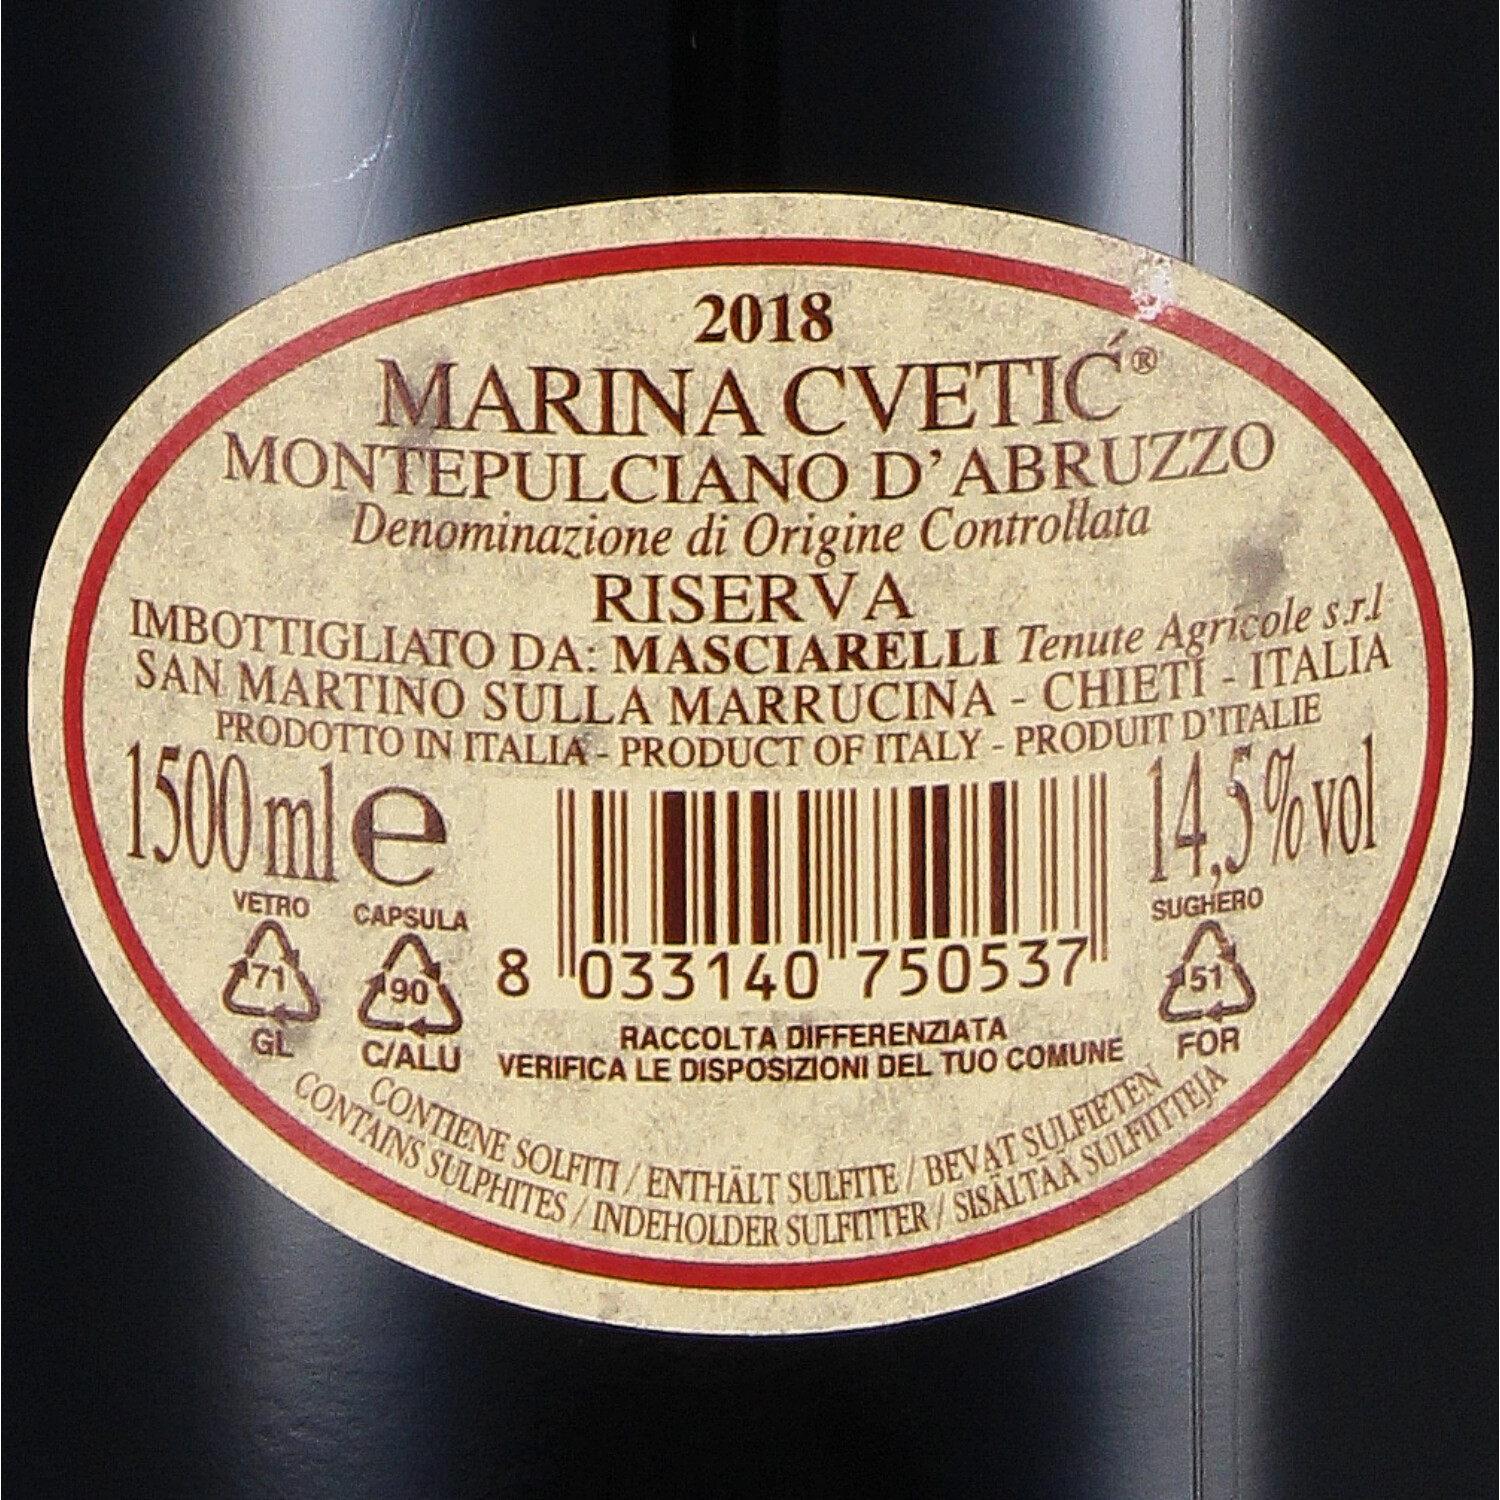 2018
MARINA CVETIĆ®
MONTEPULCIANO D'ABRUZZO
Denominazione di Origine Controllata
RISERVA
IMBOTTIGLIATO DA: MASCIARELLI Tenute Agricole s.r.l
SAN MARTINO SULLA MARRUCINA - CHIETI - ITALIA
PRODOTTO IN ITALIA - PRODUCT OF ITALY - PRODUIT D'ITALIE
1500 ml e
14,5% vol
VETRO
71
GL
CAPSULA
90
C/ALU
8 033140 750537
SUGHERO
51
FOR
RACCOLTA DIFFERENZIATA
VERIFICA LE DISPOSIZIONI DEL TUO COMUNE
CONTIENE SOLFITI / ENTHÄLT SULFITE / BEVAT SULFIETEN
CONTAINS SULPHITES / INDEHOLDER SULFITTER / SISÄLTÄÄ SULFIITTEJA